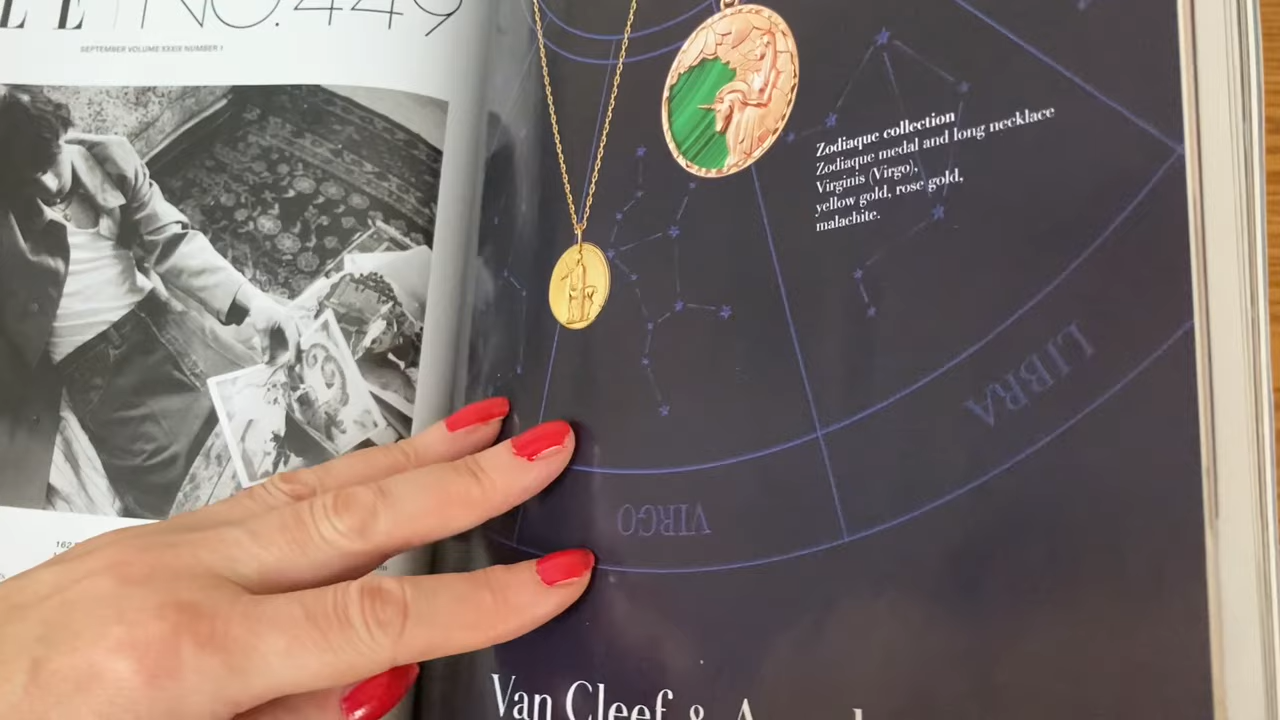 NO.449
SEPTEMBER VOLUME XXXIX NUMBER 1
162
Zodiaque collection
Zodiaque medal and long necklace
Virginis (Virgo),
yellow gold, rose gold,
malachite.
LIBRA
VIRGO
Van Cleef &